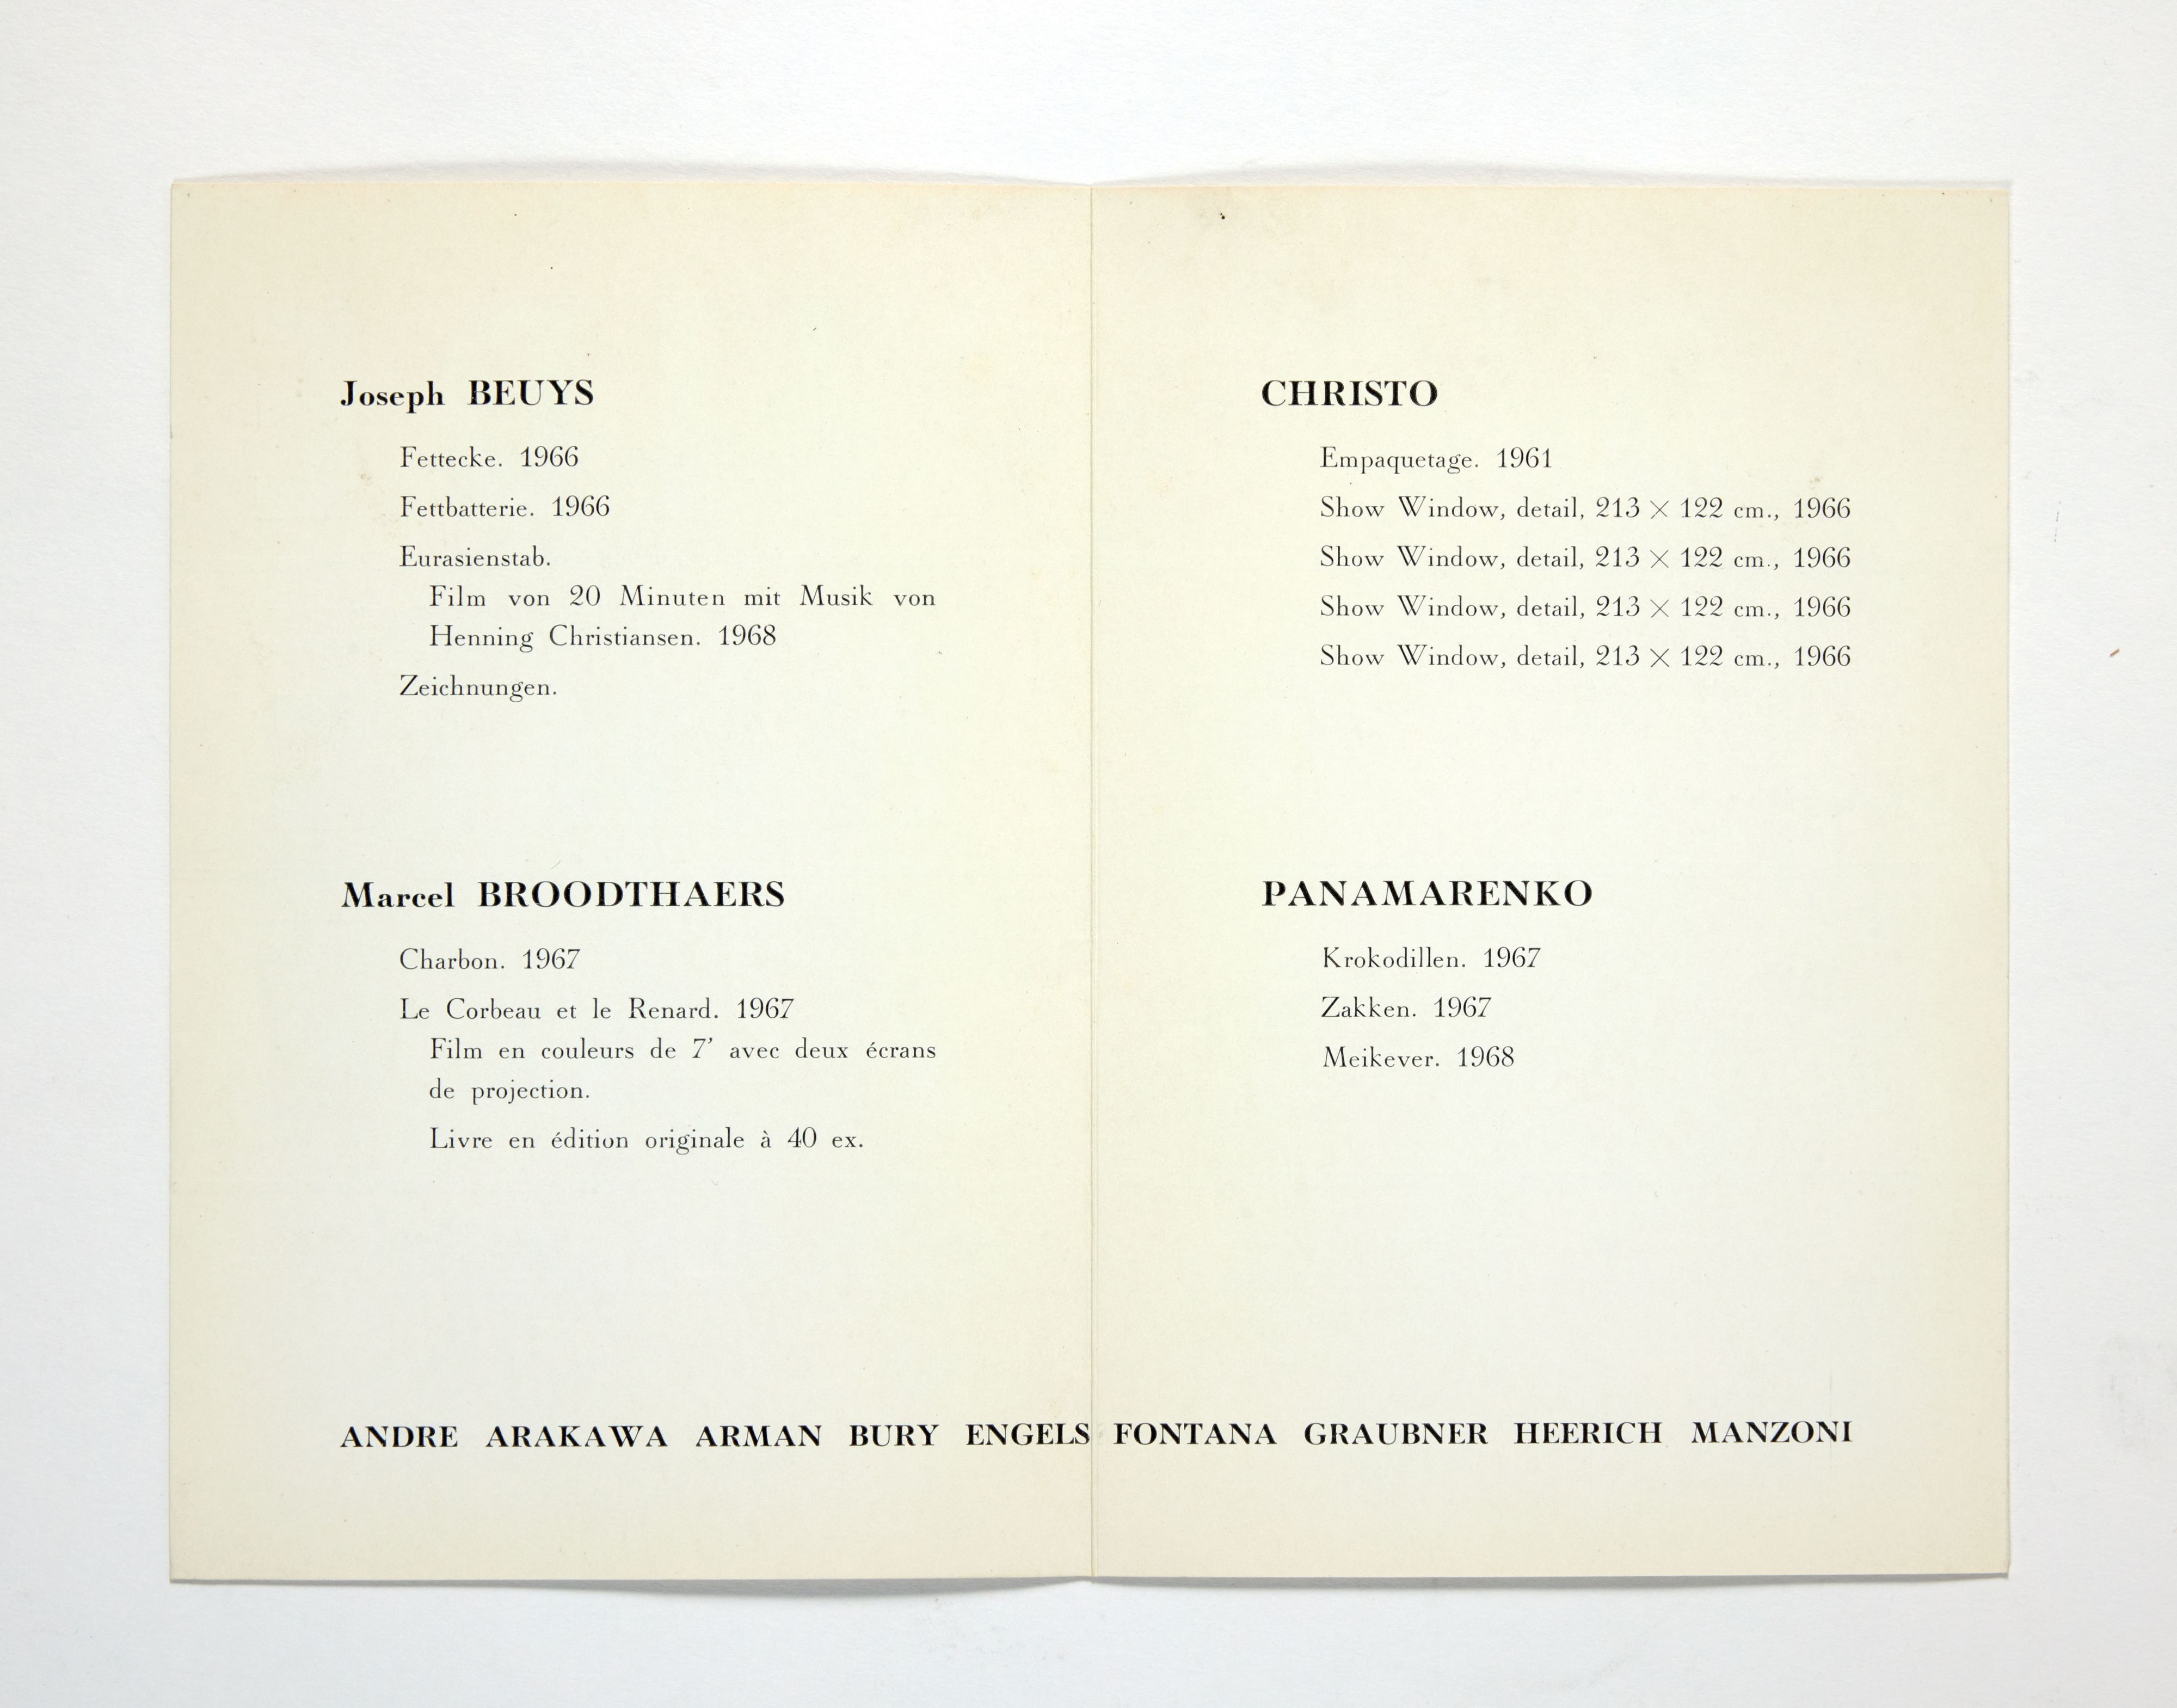 Joseph BEUYS
Fettecke. 1966
Fettbatterie. 1966
Eurasienstab.
Film von 20 Minuten mit Musik von
Henning Christiansen. 1968
Zeichnungen.
Marcel BROODTHAERS
Charbon. 1967
Le Corbeau et le Renard. 1967
Film en couleurs de 7’ avec deux écrans
de projection.
Livre en édition originale à 40 ex.
CHRISTO
Empaquetage. 1961
Show Window, detail, 213 × 122 cm., 1966
Show Window, detail, 213 × 122 cm., 1966
Show Window, detail, 213 × 122 cm., 1966
Show Window, detail, 213 × 122 cm., 1966
PANAMARENKO
Krokodillen. 1967
Zakken. 1967
Meikever. 1968
ANDRE ARAKAWA ARMAN BURY ENGELS FONTANA GRAUBNER HEERICH MANZONI